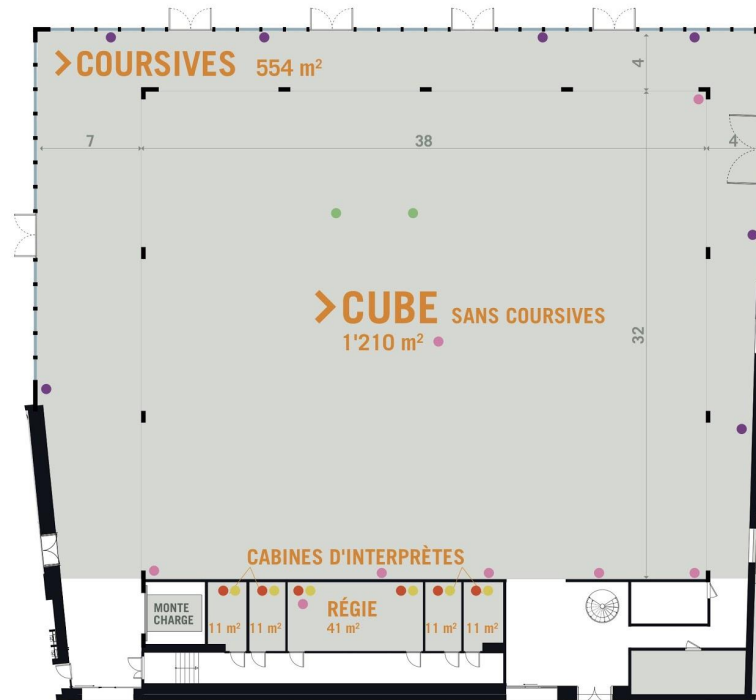 >COURSIVES 554 m²
4
7
38
4
>CUBE SANS COURSIVES
1'210 m²
32
CABINES D'INTERPRÈTES
MONTE
CHARGE
RÉGIE
11 m² 11 m² 41 m² 11 m² 11 m²